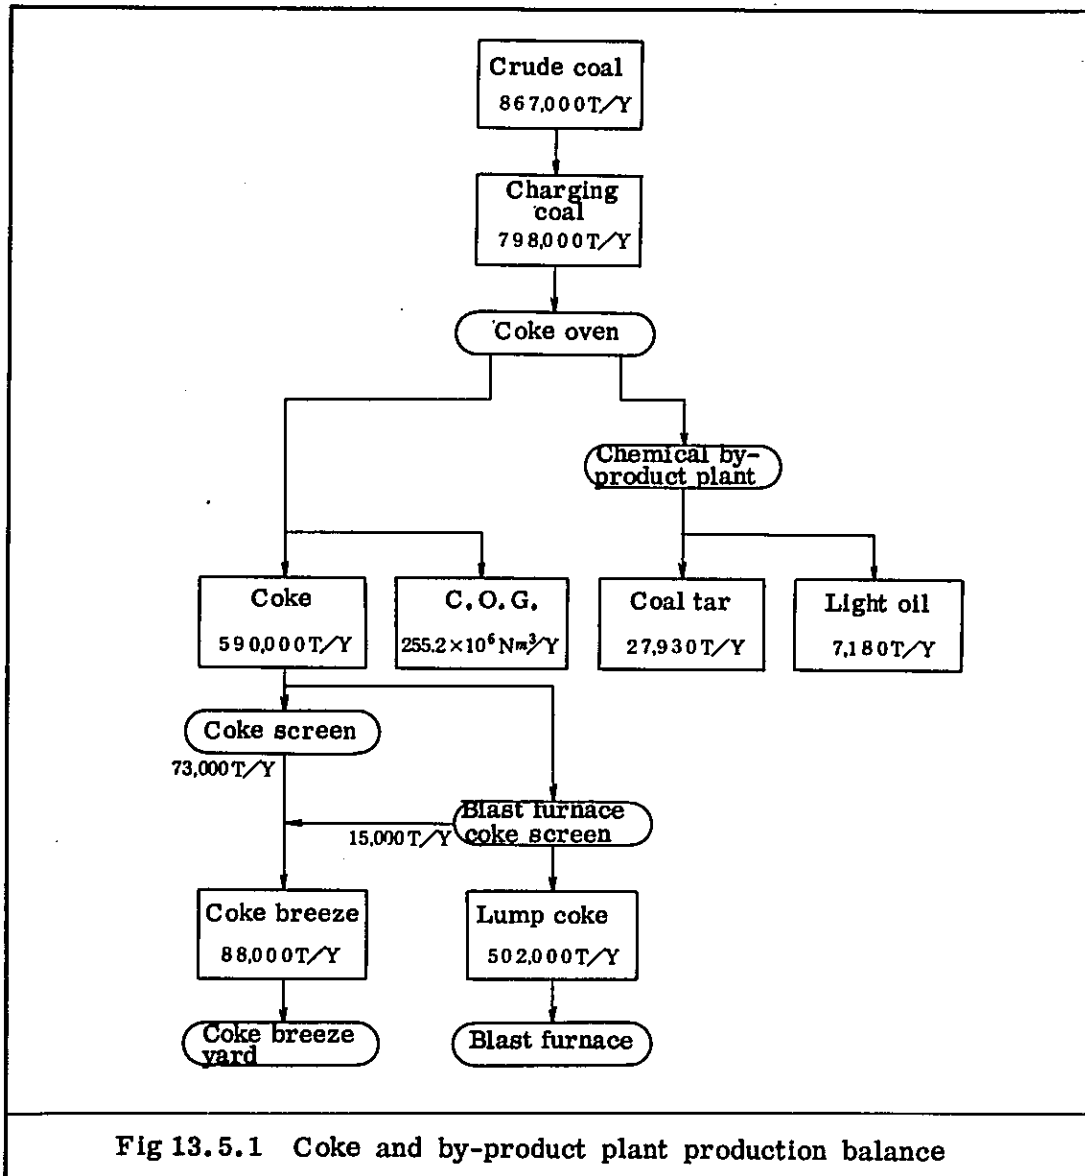 Crude coal
867,000T/Y
Charging
coal
798,000T/Y
Coke oven
Chemical by-
product plant
Coke
590,000T/Y
C.O.G.
255.2×10⁶Nm³/Y
Coal tar
27,930T/Y
Light oil
7,180T/Y
Coke screen
73,000T/Y
Blast furnace
coke screen
15,000T/Y
Coke breeze
88,000T/Y
Lump coke
502,000T/Y
Coke breeze
yard
Blast furnace
Fig 13.5.1 Coke and by-product plant production balance